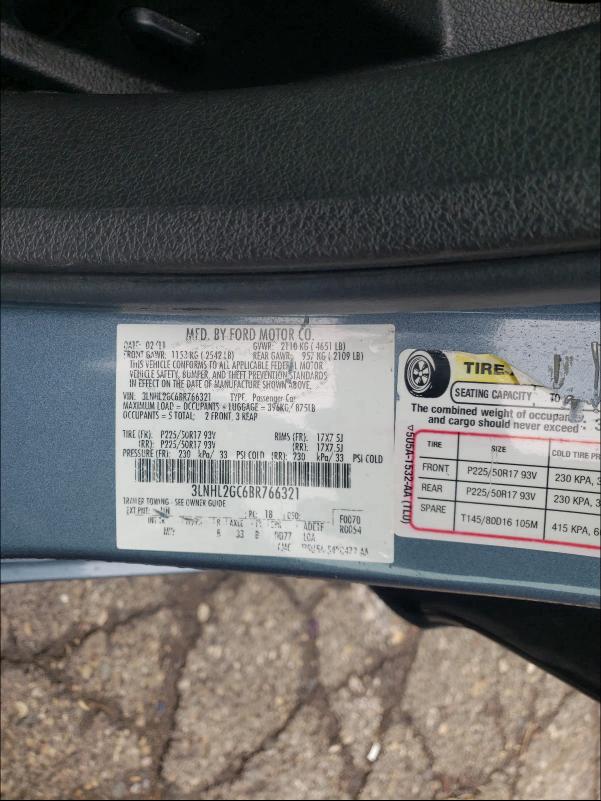 MFD. BY FORD MOTOR CO.
DATE: 02/11 GVWR: 2110 KG (4651 LB)
FRONT GAWR: 1153 KG (2542 LB) REAR GAWR: 957 KG (2109 LB)
THIS VEHICLE CONFORMS TO ALL APPLICABLE FEDERAL MOTOR
VEHICLE SAFETY, BUMPER, AND THEFT PREVENTION STANDARDS
IN EFFECT ON THE DATE OF MANUFACTURE SHOWN ABOVE.
VIN: 3LNHL2GC6BR766321 TYPE: Passenger Car
MAXIMUM LOAD = OCCUPANTS + LUGGAGE = 396KG/ 875LB
OCCUPANTS = 5 TOTAL: 2 FRONT, 3 REAR
TIRE (FR): P225/50R17 93V RIMS (FR): 17X7.5J
(RR): P225/50R17 93V (RR): 17X7.5J
PRESSURE (FR): 230 kPa/ 33 PSI COLD (RR): 230 kPa/ 33 PSI COLD
3LNHL2GC6BR766321
TRAILER TOWING - SEE OWNER GUIDE
EXT PNT: 18 F0070
R0054
8 33 B
TIRE
SEATING CAPACITY
The combined weight of
and cargo should never exceed :
TIRE SIZE COLD TIRE
FRONT P225/50R17 93V 230 KPA,
REAR P225/50R17 93V 230 KPA,
SPARE T145/80D16 105M 415 KPA,